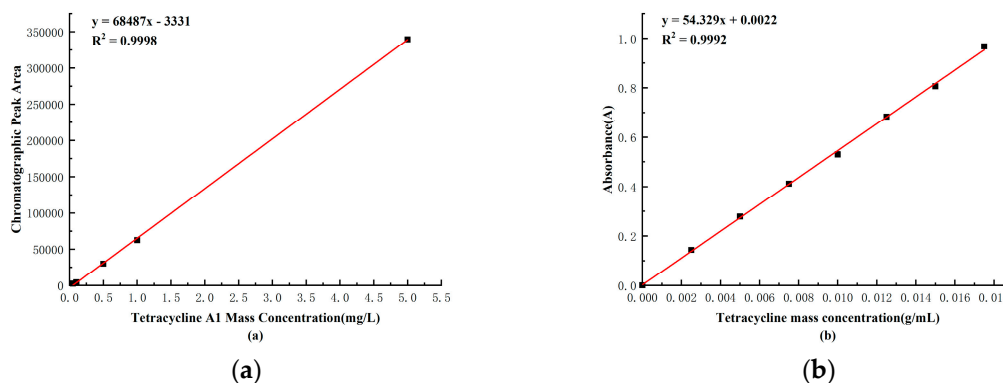 y = 68487x - 3331
R² = 0.9998
350000
300000
250000
200000
150000
100000
50000
0
Chromatographic Peak Area
0.0 0.5 1.0 1.5 2.0 2.5 3.0 3.5 4.0 4.5 5.0 5.5
Tetracycline A1 Mass Concentration(mg/L)
(a)
(a)
y = 54.329x + 0.0022
R² = 0.9992
1.0
0.8
0.6
0.4
0.2
0.0
Absorbance(A)
0.000 0.002 0.004 0.006 0.008 0.010 0.012 0.014 0.016 0.01
Tetracycline mass concentration(g/mL)
(b)
(b)